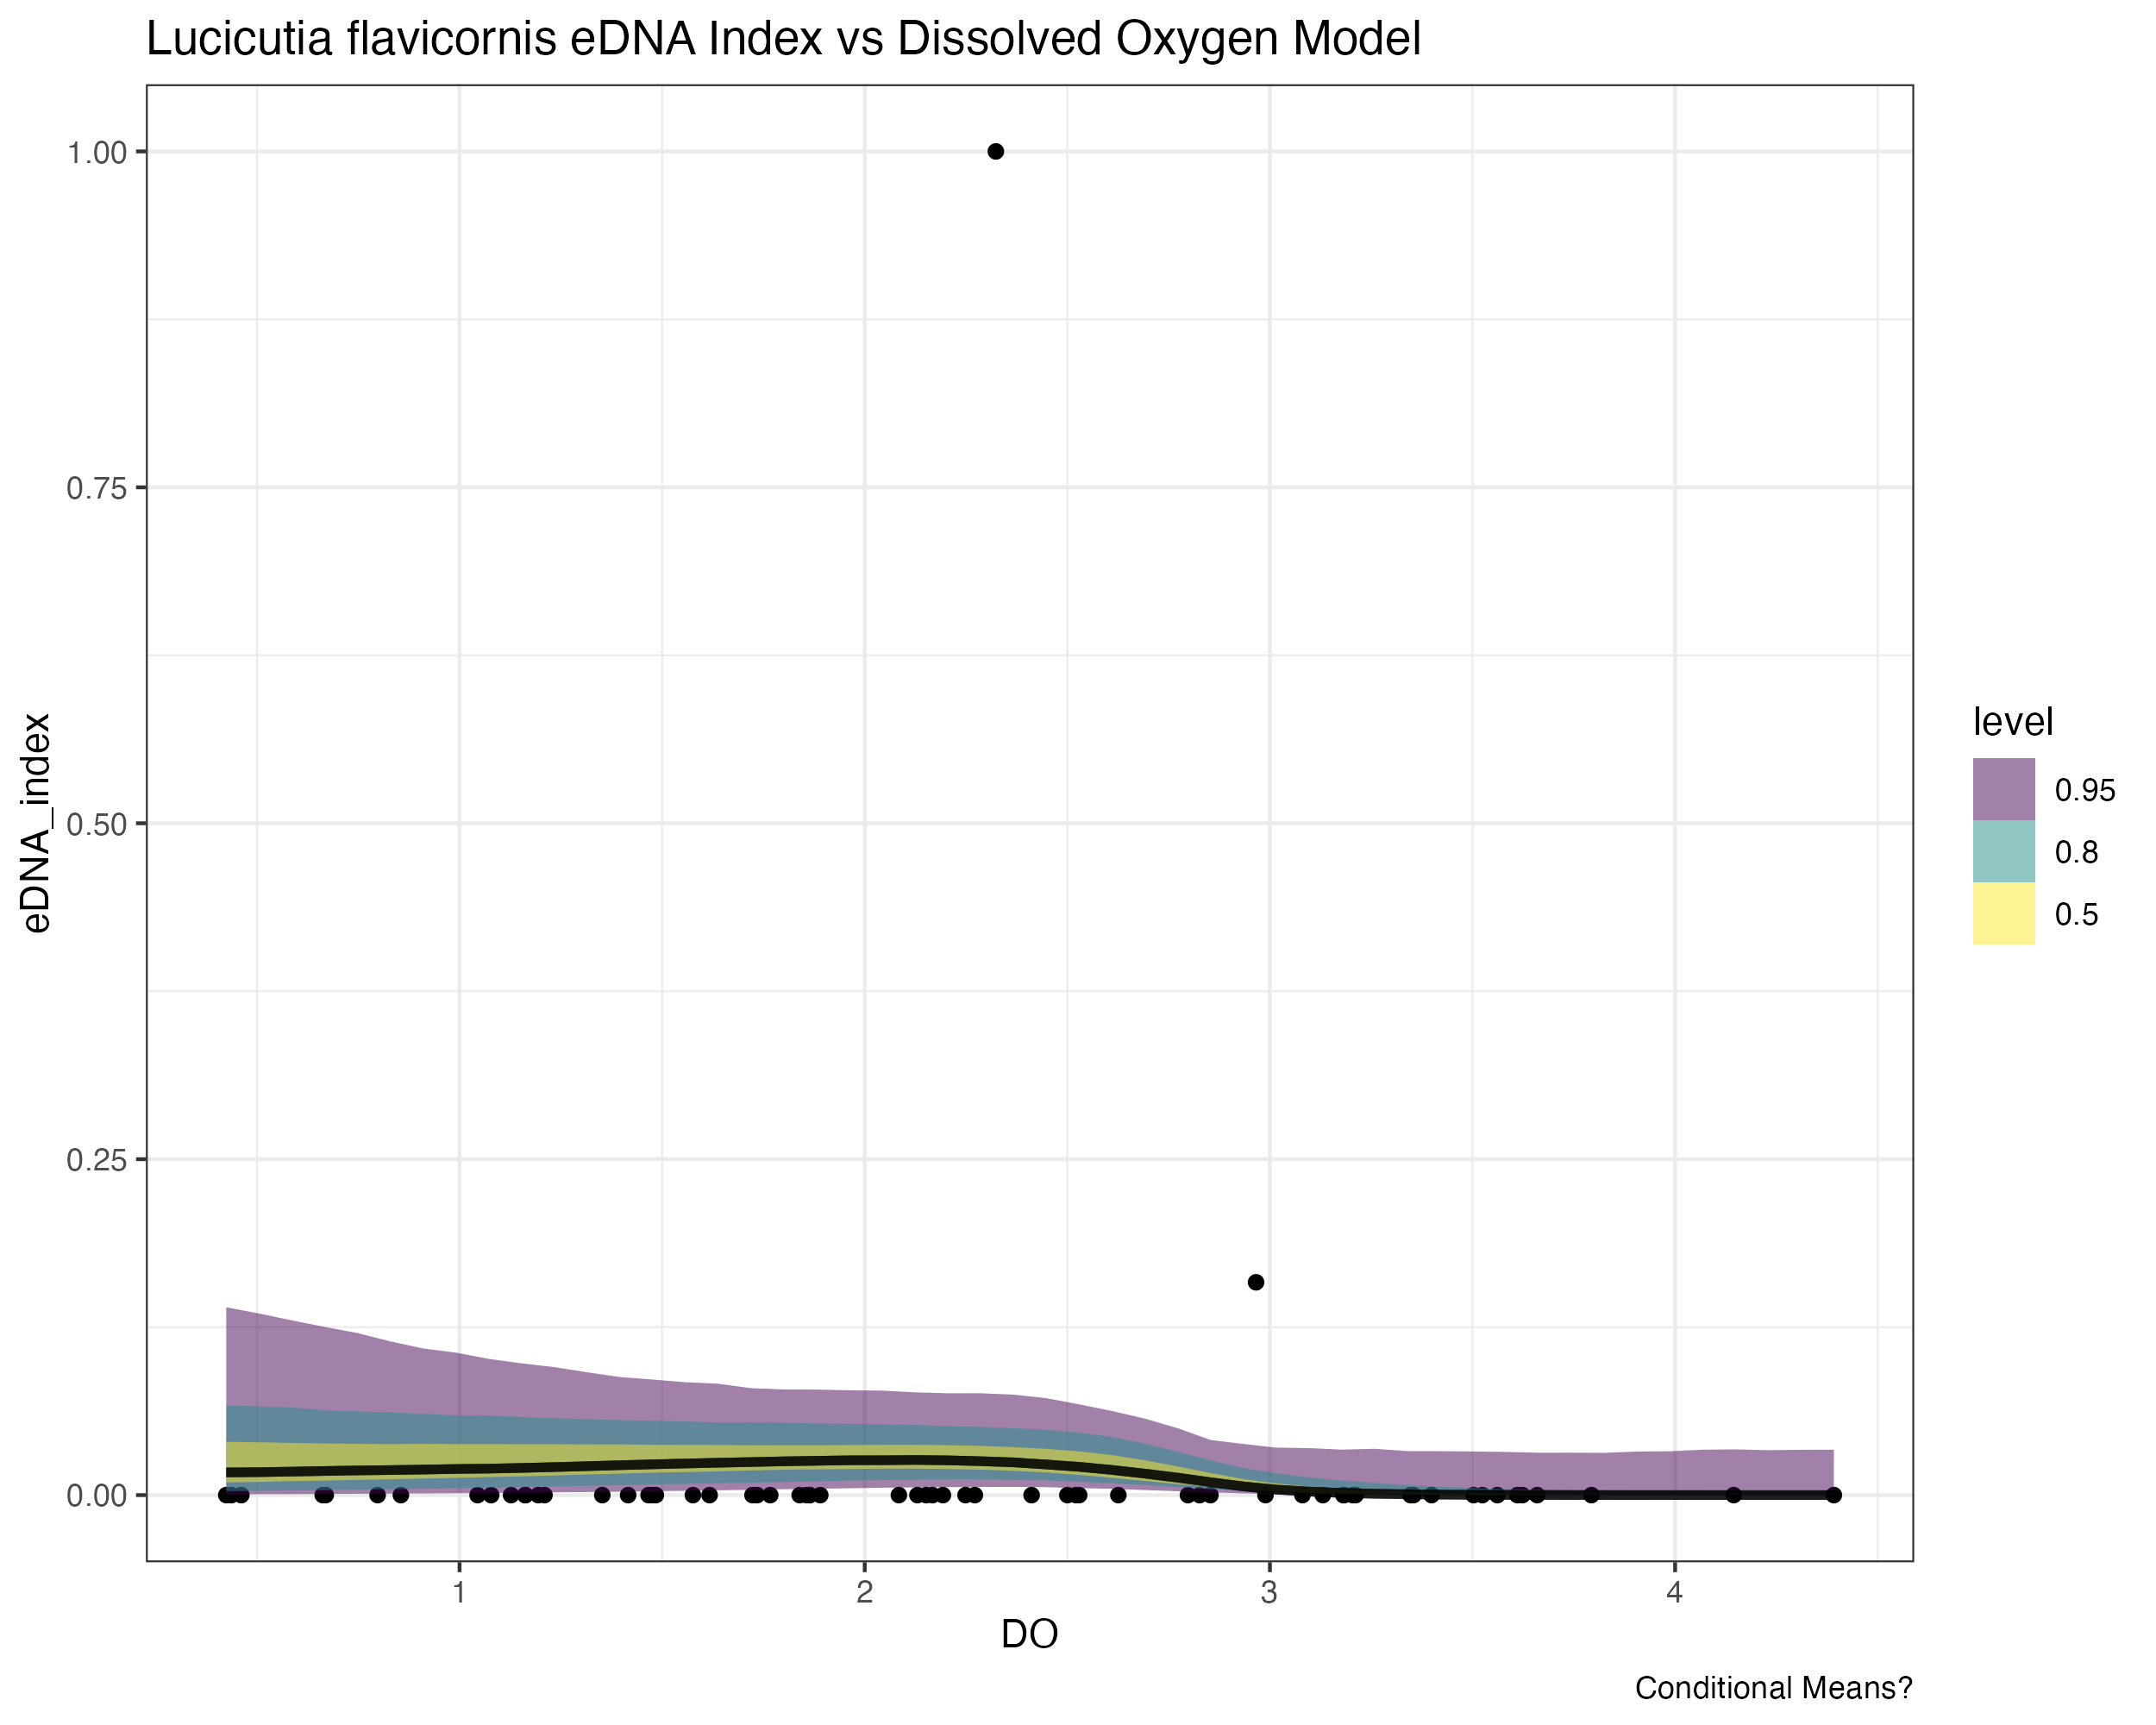 Lucicutia flavicornis eDNA Index vs Dissolved Oxygen Model
1.00
0.75
0.50
0.25
0.00
eDNA_index
1 2 3 4
DO
level
0.95
0.8
0.5
Conditional Means?